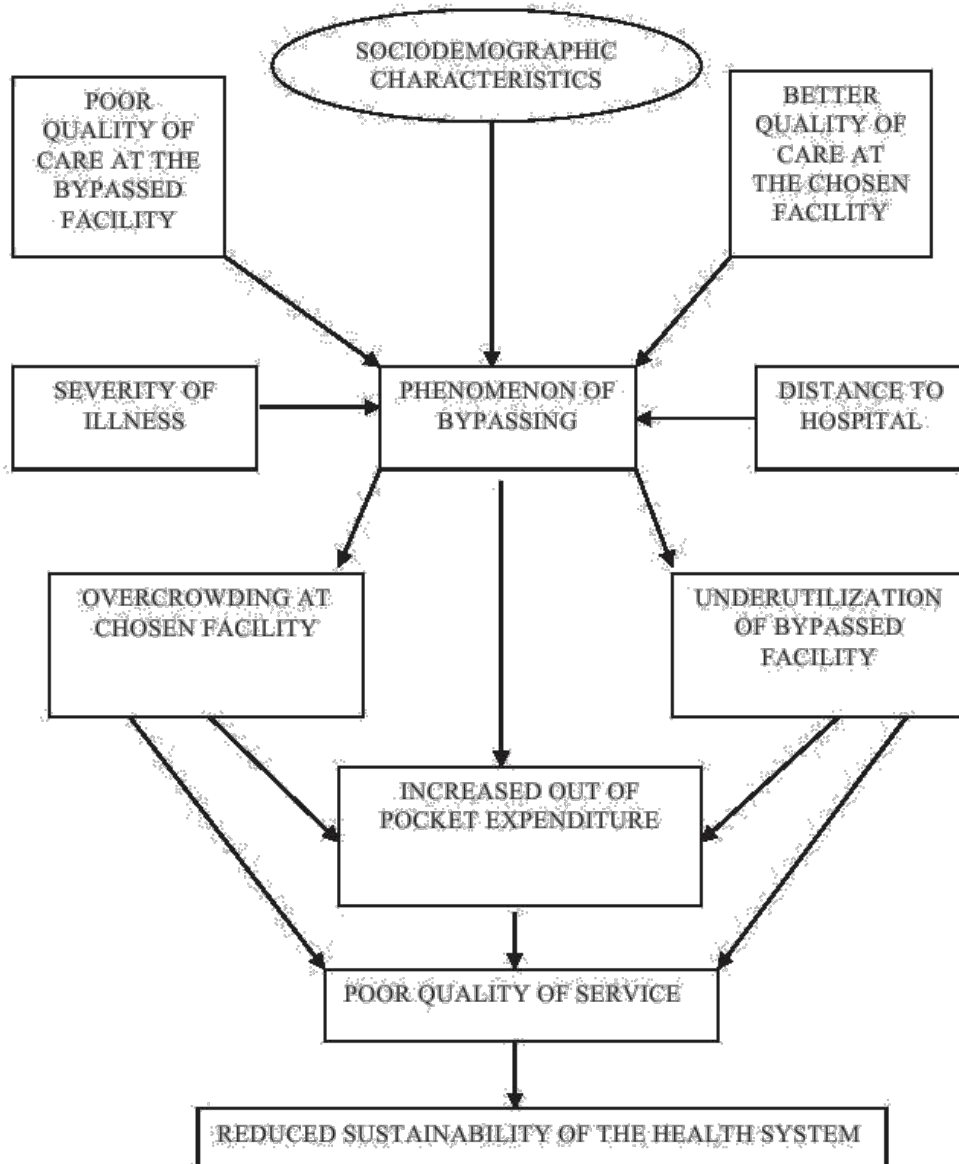 SOCIODEMOGRAPHIC
CHARACTERISTICS
POOR
QUALITY OF
CARE AT THE
BYPASSED
FACILITY
BETTER
QUALITY OF
CARE AT
THE CHOSEN
FACILITY
SEVERITY OF
ILLNESS
PHENOMENON OF
BYPASSING
DISTANCE TO
HOSPITAL
OVERCROWDING AT
CHOSEN FACILITY
UNDERUTILIZATION
OF BYPASSED
FACILITY
INCREASED OUT OF
POCKET EXPENDITURE
POOR QUALITY OF SERVICE
REDUCED SUSTAINABILITY OF THE HEALTH SYSTEM